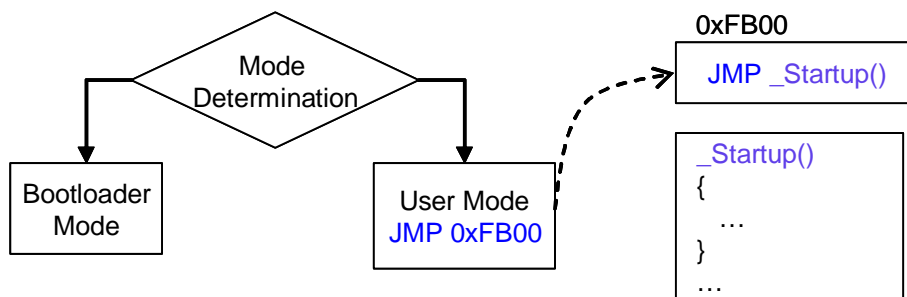 Mode
Determination
Bootloader
Mode
User Mode
JMP 0xFB00
0xFB00
JMP _Startup()
_Startup()
{
…
}
…